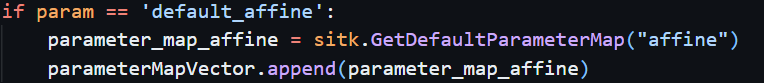 if param == 'default_affine':
    parameter_map_affine = sitk.GetDefaultParameterMap("affine")
    parameterMapVector.append(parameter_map_affine)